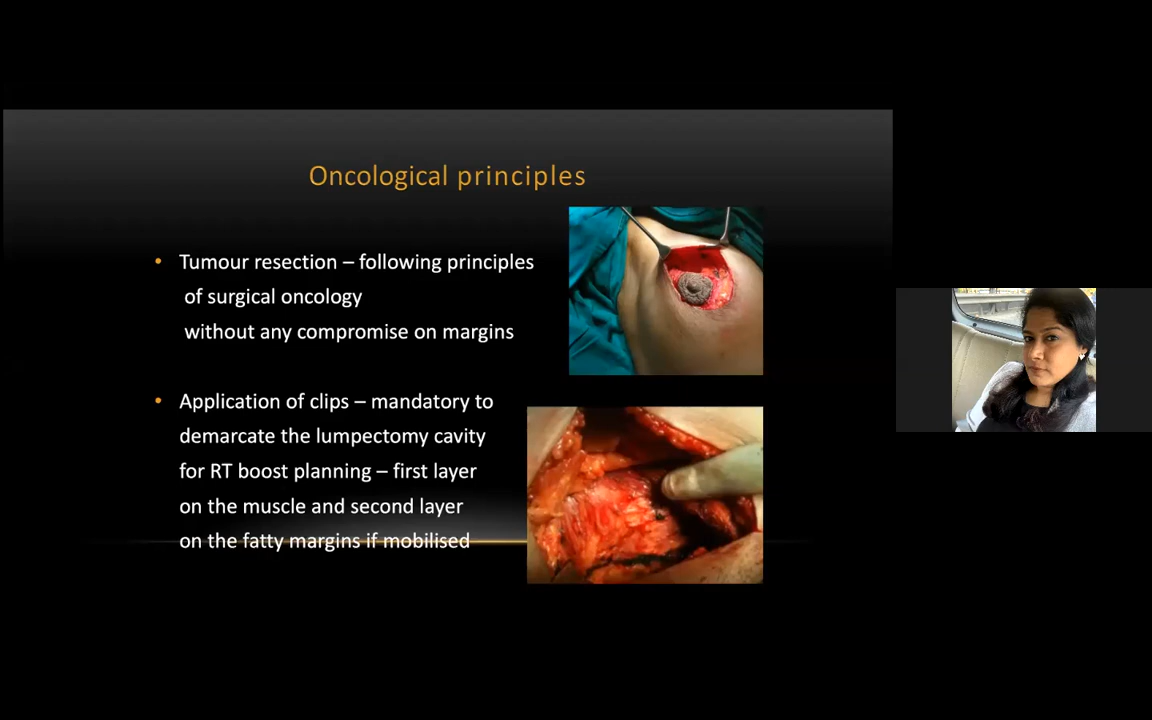 Oncological principles
• Tumour resection – following principles
of surgical oncology
without any compromise on margins
• Application of clips – mandatory to
demarcate the lumpectomy cavity
for RT boost planning – first layer
on the muscle and second layer
on the fatty margins if mobilised